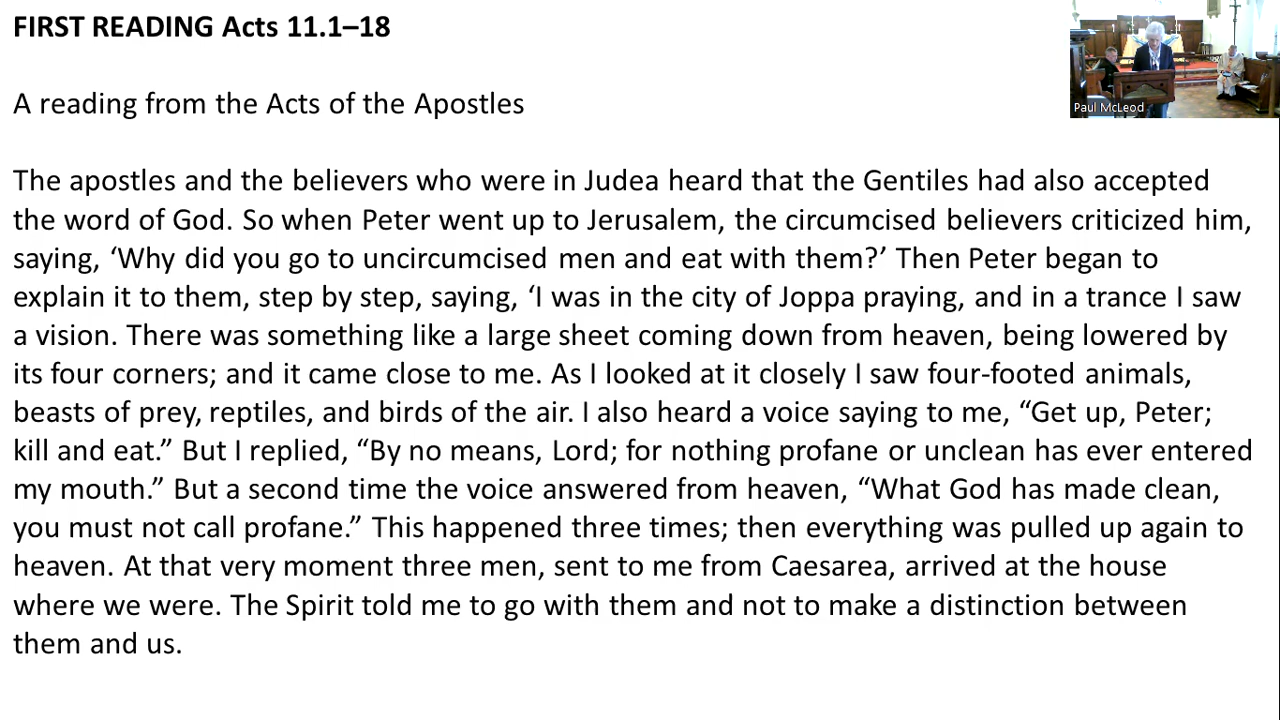 FIRST READING Acts 11.1–18
A reading from the Acts of the Apostles
The apostles and the believers who were in Judea heard that the Gentiles had also accepted
the word of God. So when Peter went up to Jerusalem, the circumcised believers criticized him,
saying, ‘Why did you go to uncircumcised men and eat with them?’ Then Peter began to
explain it to them, step by step, saying, ‘I was in the city of Joppa praying, and in a trance I saw
a vision. There was something like a large sheet coming down from heaven, being lowered by
its four corners; and it came close to me. As I looked at it closely I saw four-footed animals,
beasts of prey, reptiles, and birds of the air. I also heard a voice saying to me, “Get up, Peter;
kill and eat.” But I replied, “By no means, Lord; for nothing profane or unclean has ever entered
my mouth.” But a second time the voice answered from heaven, “What God has made clean,
you must not call profane.” This happened three times; then everything was pulled up again to
heaven. At that very moment three men, sent to me from Caesarea, arrived at the house
where we were. The Spirit told me to go with them and not to make a distinction between
them and us.
Paul McLeod